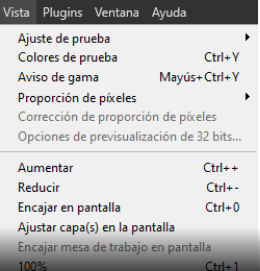 Vista Plugins Ventana Ayuda
Ajuste de prueba
Colores de prueba Ctrl+Y
Aviso de gama Mayús+Ctrl+Y
Proporción de píxeles
Corrección de proporción de píxeles
Opciones de previsualización de 32 bits...
Aumentar Ctrl++
Reducir Ctrl+-
Encajar en pantalla Ctrl+0
Ajustar capa(s) en la pantalla
Encajar mesa de trabajo en pantalla
100% Ctrl+1